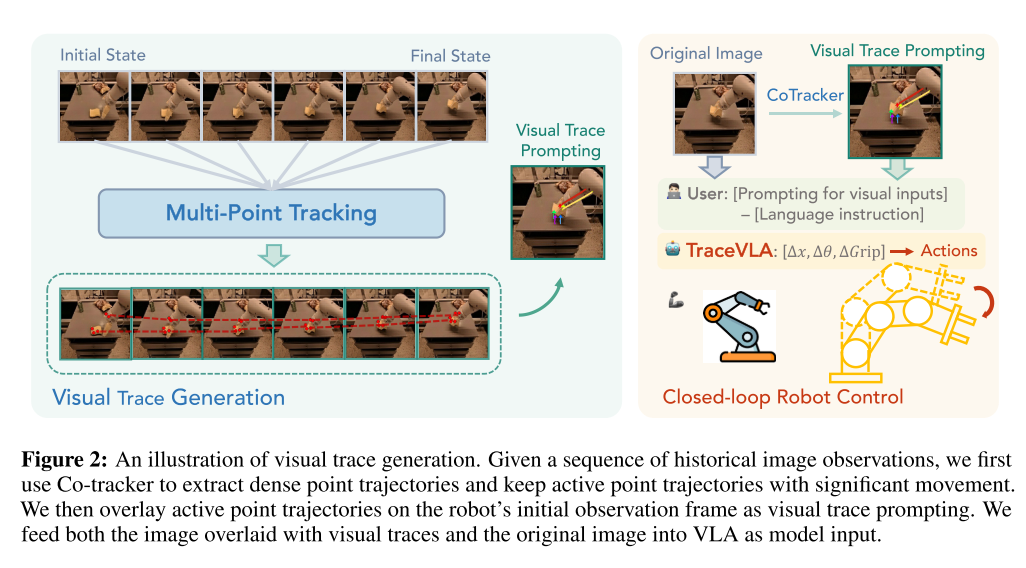 Initial State
Final State
Multi-Point Tracking
Visual Trace
Prompting
Visual Trace Generation
Original Image
Visual Trace Prompting
CoTracker
User: [Prompting for visual inputs]
– [Language instruction]
TraceVLA: [Δx, Δθ, ΔGrip] → Actions
Closed-loop Robot Control
Figure 2: An illustration of visual trace generation. Given a sequence of historical image observations, we first
use Co-tracker to extract dense point trajectories and keep active point trajectories with significant movement.
We then overlay active point trajectories on the robot's initial observation frame as visual trace prompting. We
feed both the image overlaid with visual traces and the original image into VLA as model input.